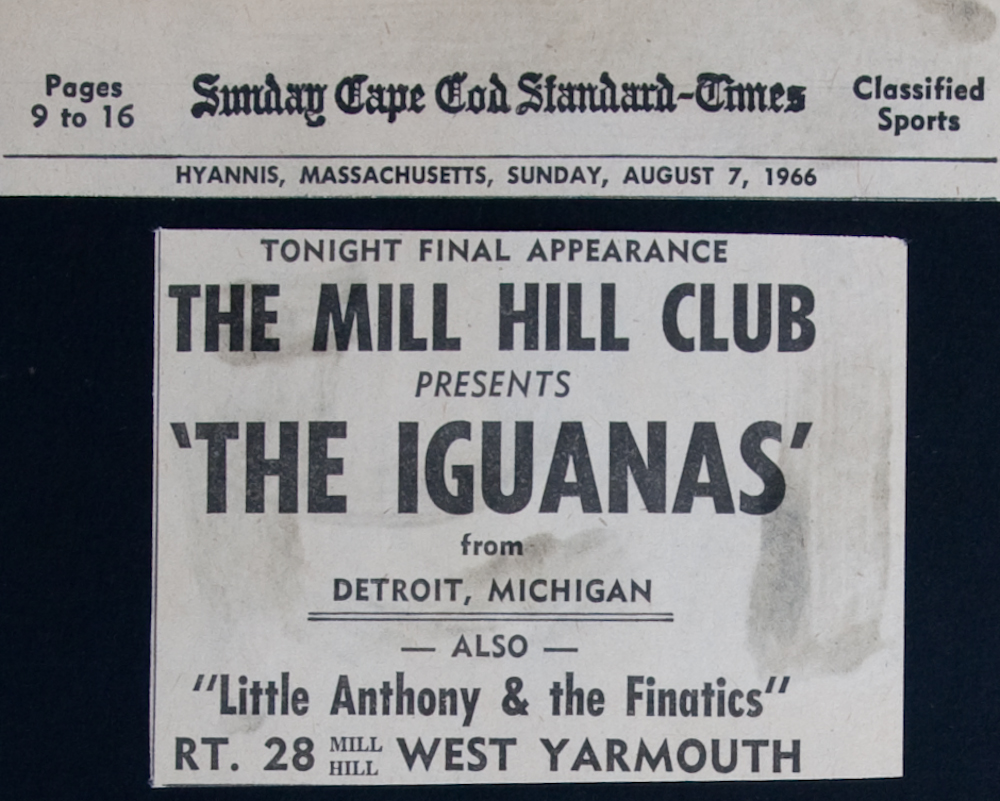 Pages
9 to 16
Sunday Cape Cod Standard-Times
Classified
Sports
HYANNIS, MASSACHUSETTS, SUNDAY, AUGUST 7, 1966
TONIGHT FINAL APPEARANCE
THE MILL HILL CLUB
PRESENTS
'THE IGUANAS'
from
DETROIT, MICHIGAN
— ALSO —
"Little Anthony & the Finatics"
RT. 28 MILL HILL WEST YARMOUTH